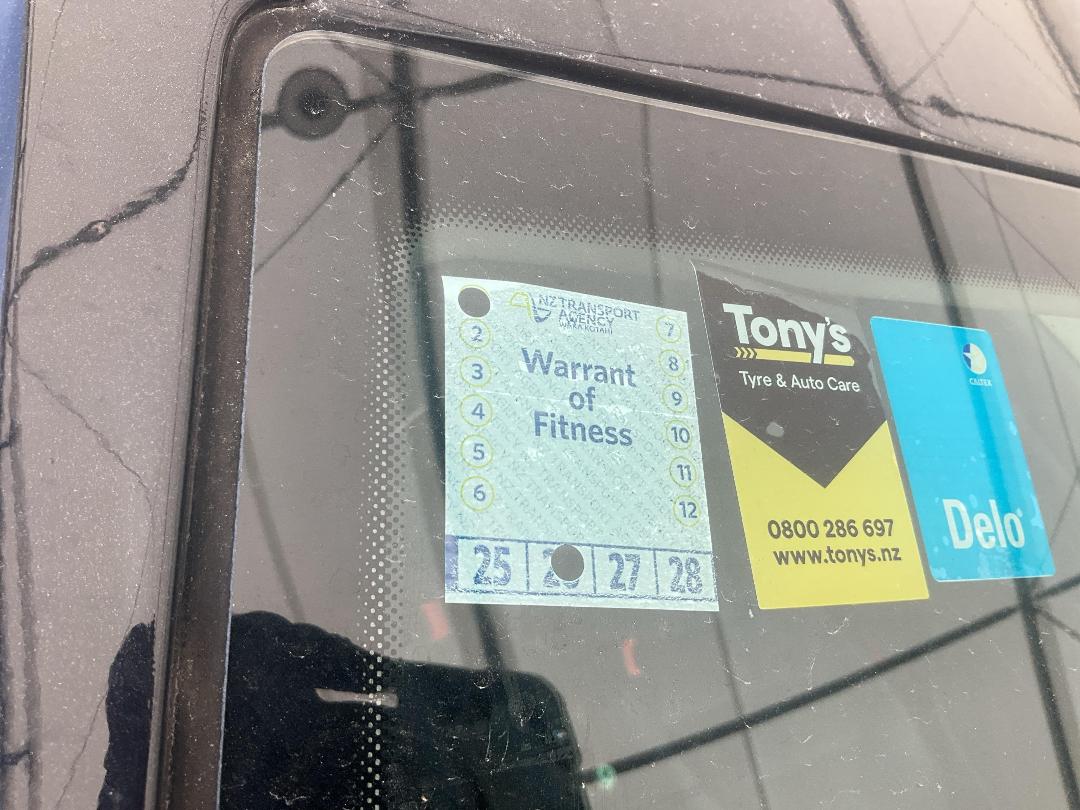 NZ TRANSPORT
AGENCY
WAKA KOTAHI
Warrant
of
Fitness
2
3
4
5
6
7
8
9
10
11
12
25
27
28
Tony's
Tyre & Auto Care
0800 286 697
www.tonys.nz
CALTEX
Delo